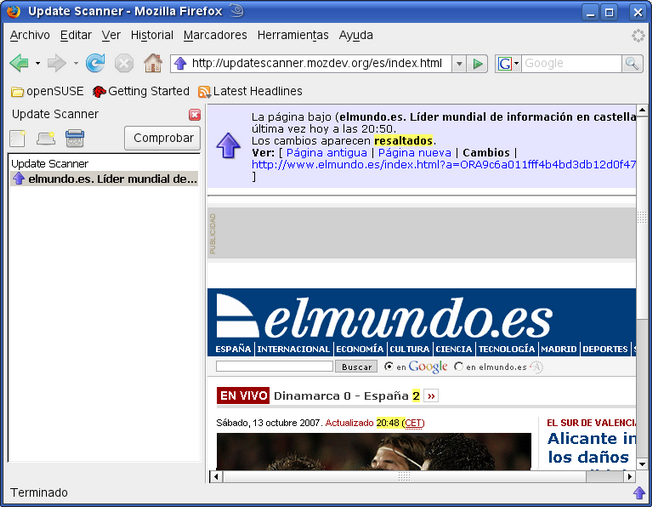 Update Scanner - Mozilla Firefox
Archivo Editar Ver Historial Marcadores Herramientas Ayuda
http://updatescanner.mozdev.org/es/index.html
G Google
openSUSE Getting Started Latest Headlines
Update Scanner
Comprobar
Update Scanner
elmundo.es. Líder mundial de...
La página bajo (elmundo.es. Líder mundial de información en castella
última vez hoy a las 20:50.
Los cambios aparecen resaltados.
Ver: [ Página antigua | Página nueva | Cambios |
http://www.elmundo.es/index.html?a=ORA9c6a011fff4b4bd3db12d0f47
]
PUBLICIDAD
elmundo.es
ESPAÑA INTERNACIONAL ECONOMÍA CULTURA CIENCIA TECNOLOGÍA MADRID DEPORTES
Buscar en Google en elmundo.es
EN VIVO Dinamarca 0 - España 2 »
Sábado, 13 octubre 2007. Actualizado 20:48 (CET)
EL SUR DE VALENCIA
Alicante in
los daños
Terminado